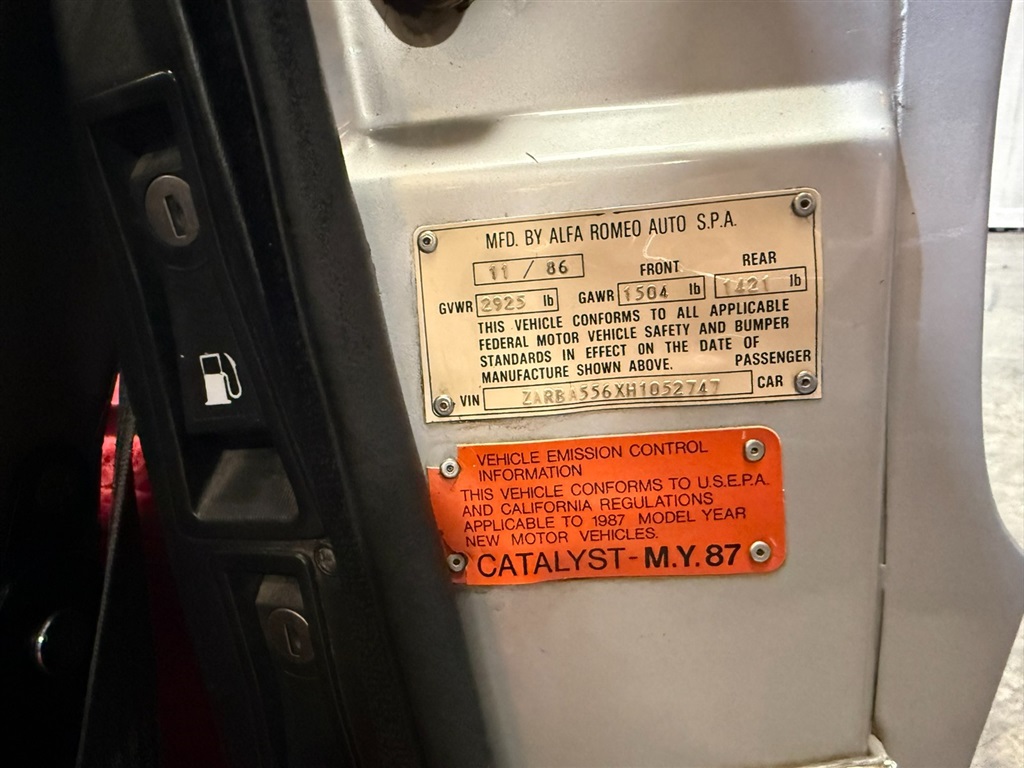 MFD. BY ALFA ROMEO AUTO S.P.A.
11 / 86 FRONT REAR
GVWR 2925 lb GAWR 1504 lb 1421 lb
THIS VEHICLE CONFORMS TO ALL APPLICABLE
FEDERAL MOTOR VEHICLE SAFETY AND BUMPER
STANDARDS IN EFFECT ON THE DATE OF
MANUFACTURE SHOWN ABOVE. PASSENGER
VIN ZARBA556XH1052747 CAR
VEHICLE EMISSION CONTROL
INFORMATION
THIS VEHICLE CONFORMS TO U.S.E.P.A.
AND CALIFORNIA REGULATIONS
APPLICABLE TO 1987 MODEL YEAR
NEW MOTOR VEHICLES.
CATALYST-M.Y.87